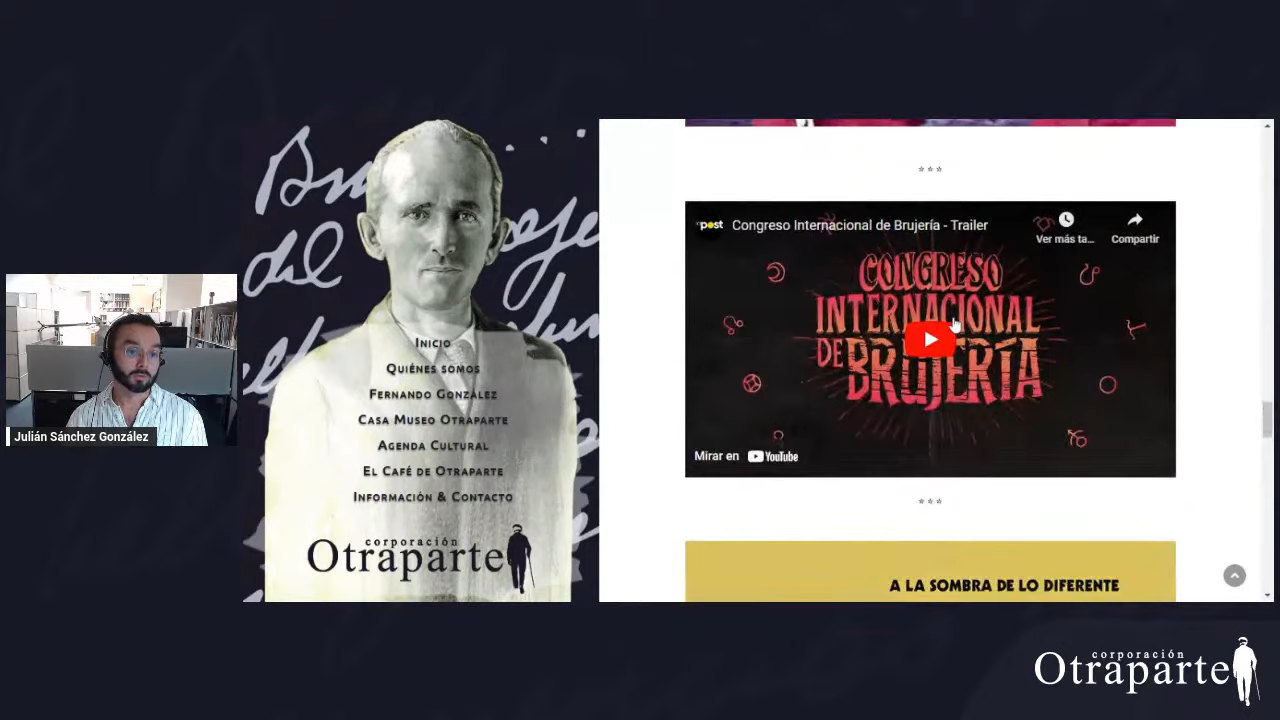 Julián Sánchez González
Inicio
Quiénes somos
Fernando González
Casa Museo Otraparte
Agenda Cultural
El Café de Otraparte
Información & Contacto
corporación
Otraparte
***
post
Congreso Internacional de Brujería - Trailer
Ver más ta...
Compartir
CONGRESO
INTERNACIONAL
DE BRUJERÍA
Mirar en YouTube
***
A LA SOMBRA DE LO DIFERENTE
corporación
Otraparte